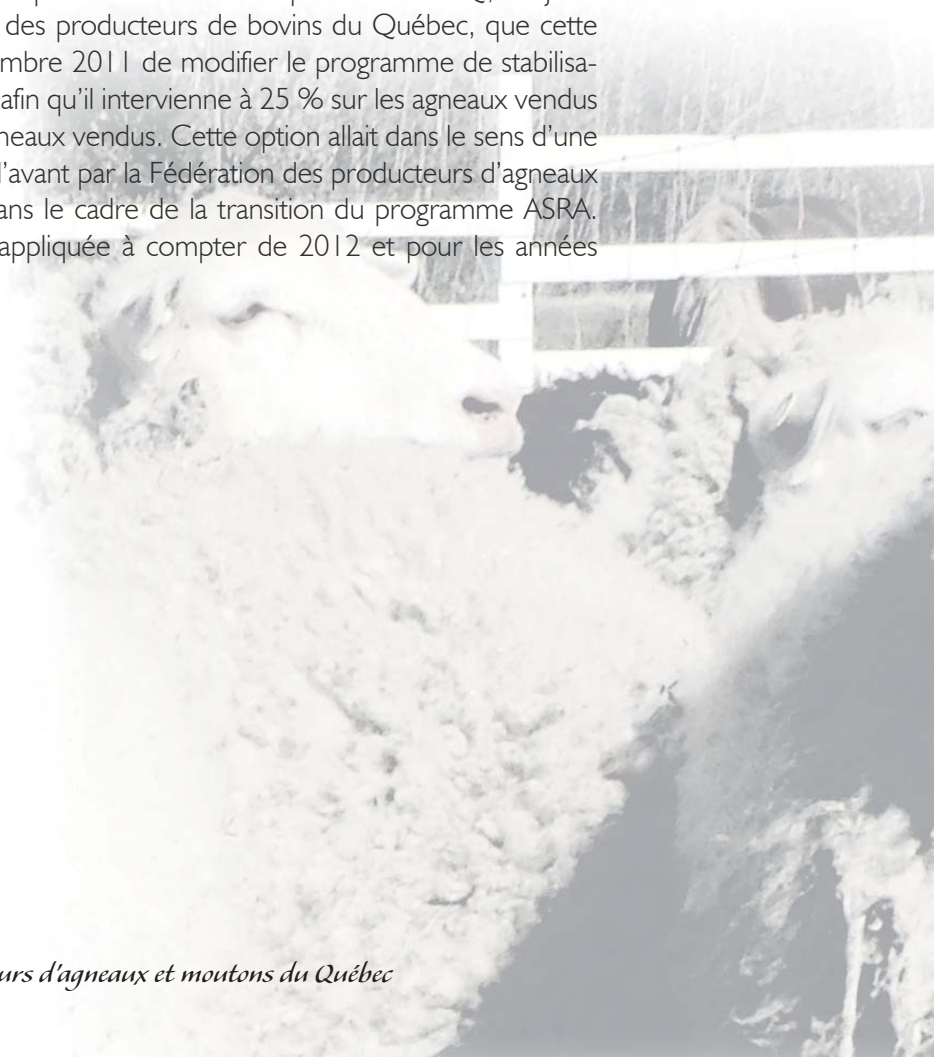 des producteurs de bovins du Québec, que cette
mbre 2011 de modifier le programme de stabilisa-
afin qu'il intervienne à 25 % sur les agneaux vendus
neaux vendus. Cette option allait dans le sens d'une
l'avant par la Fédération des producteurs d'agneaux
ans le cadre de la transition du programme ASRA.
appliquée à compter de 2012 et pour les années
urs d'agneaux et moutons du Québec